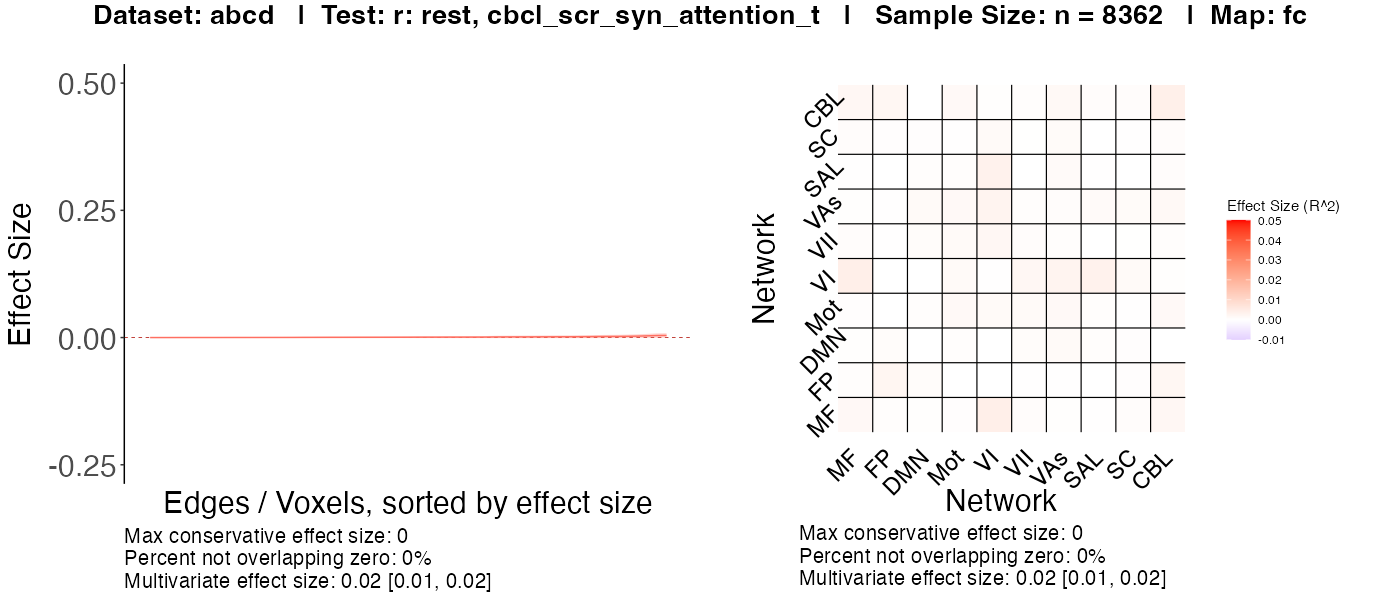 Dataset: abcd | Test: r: rest, cbcl_scr_syn_attention_t | Sample Size: n = 8362 | Map: fc
Effect Size
0.50
0.25
0.00
-0.25
Edges / Voxels, sorted by effect size
Max conservative effect size: 0
Percent not overlapping zero: 0%
Multivariate effect size: 0.02 [0.01, 0.02]
Network
CBL
SC
SAL
VAs
VII
VI
Mot
DMN
FP
MF
MF
FP
DMN
Mot
VI
VII
VAs
SAL
SC
CBL
Network
Max conservative effect size: 0
Percent not overlapping zero: 0%
Multivariate effect size: 0.02 [0.01, 0.02]
Effect Size (R^2)
0.05
0.04
0.03
0.02
0.01
0.00
-0.01